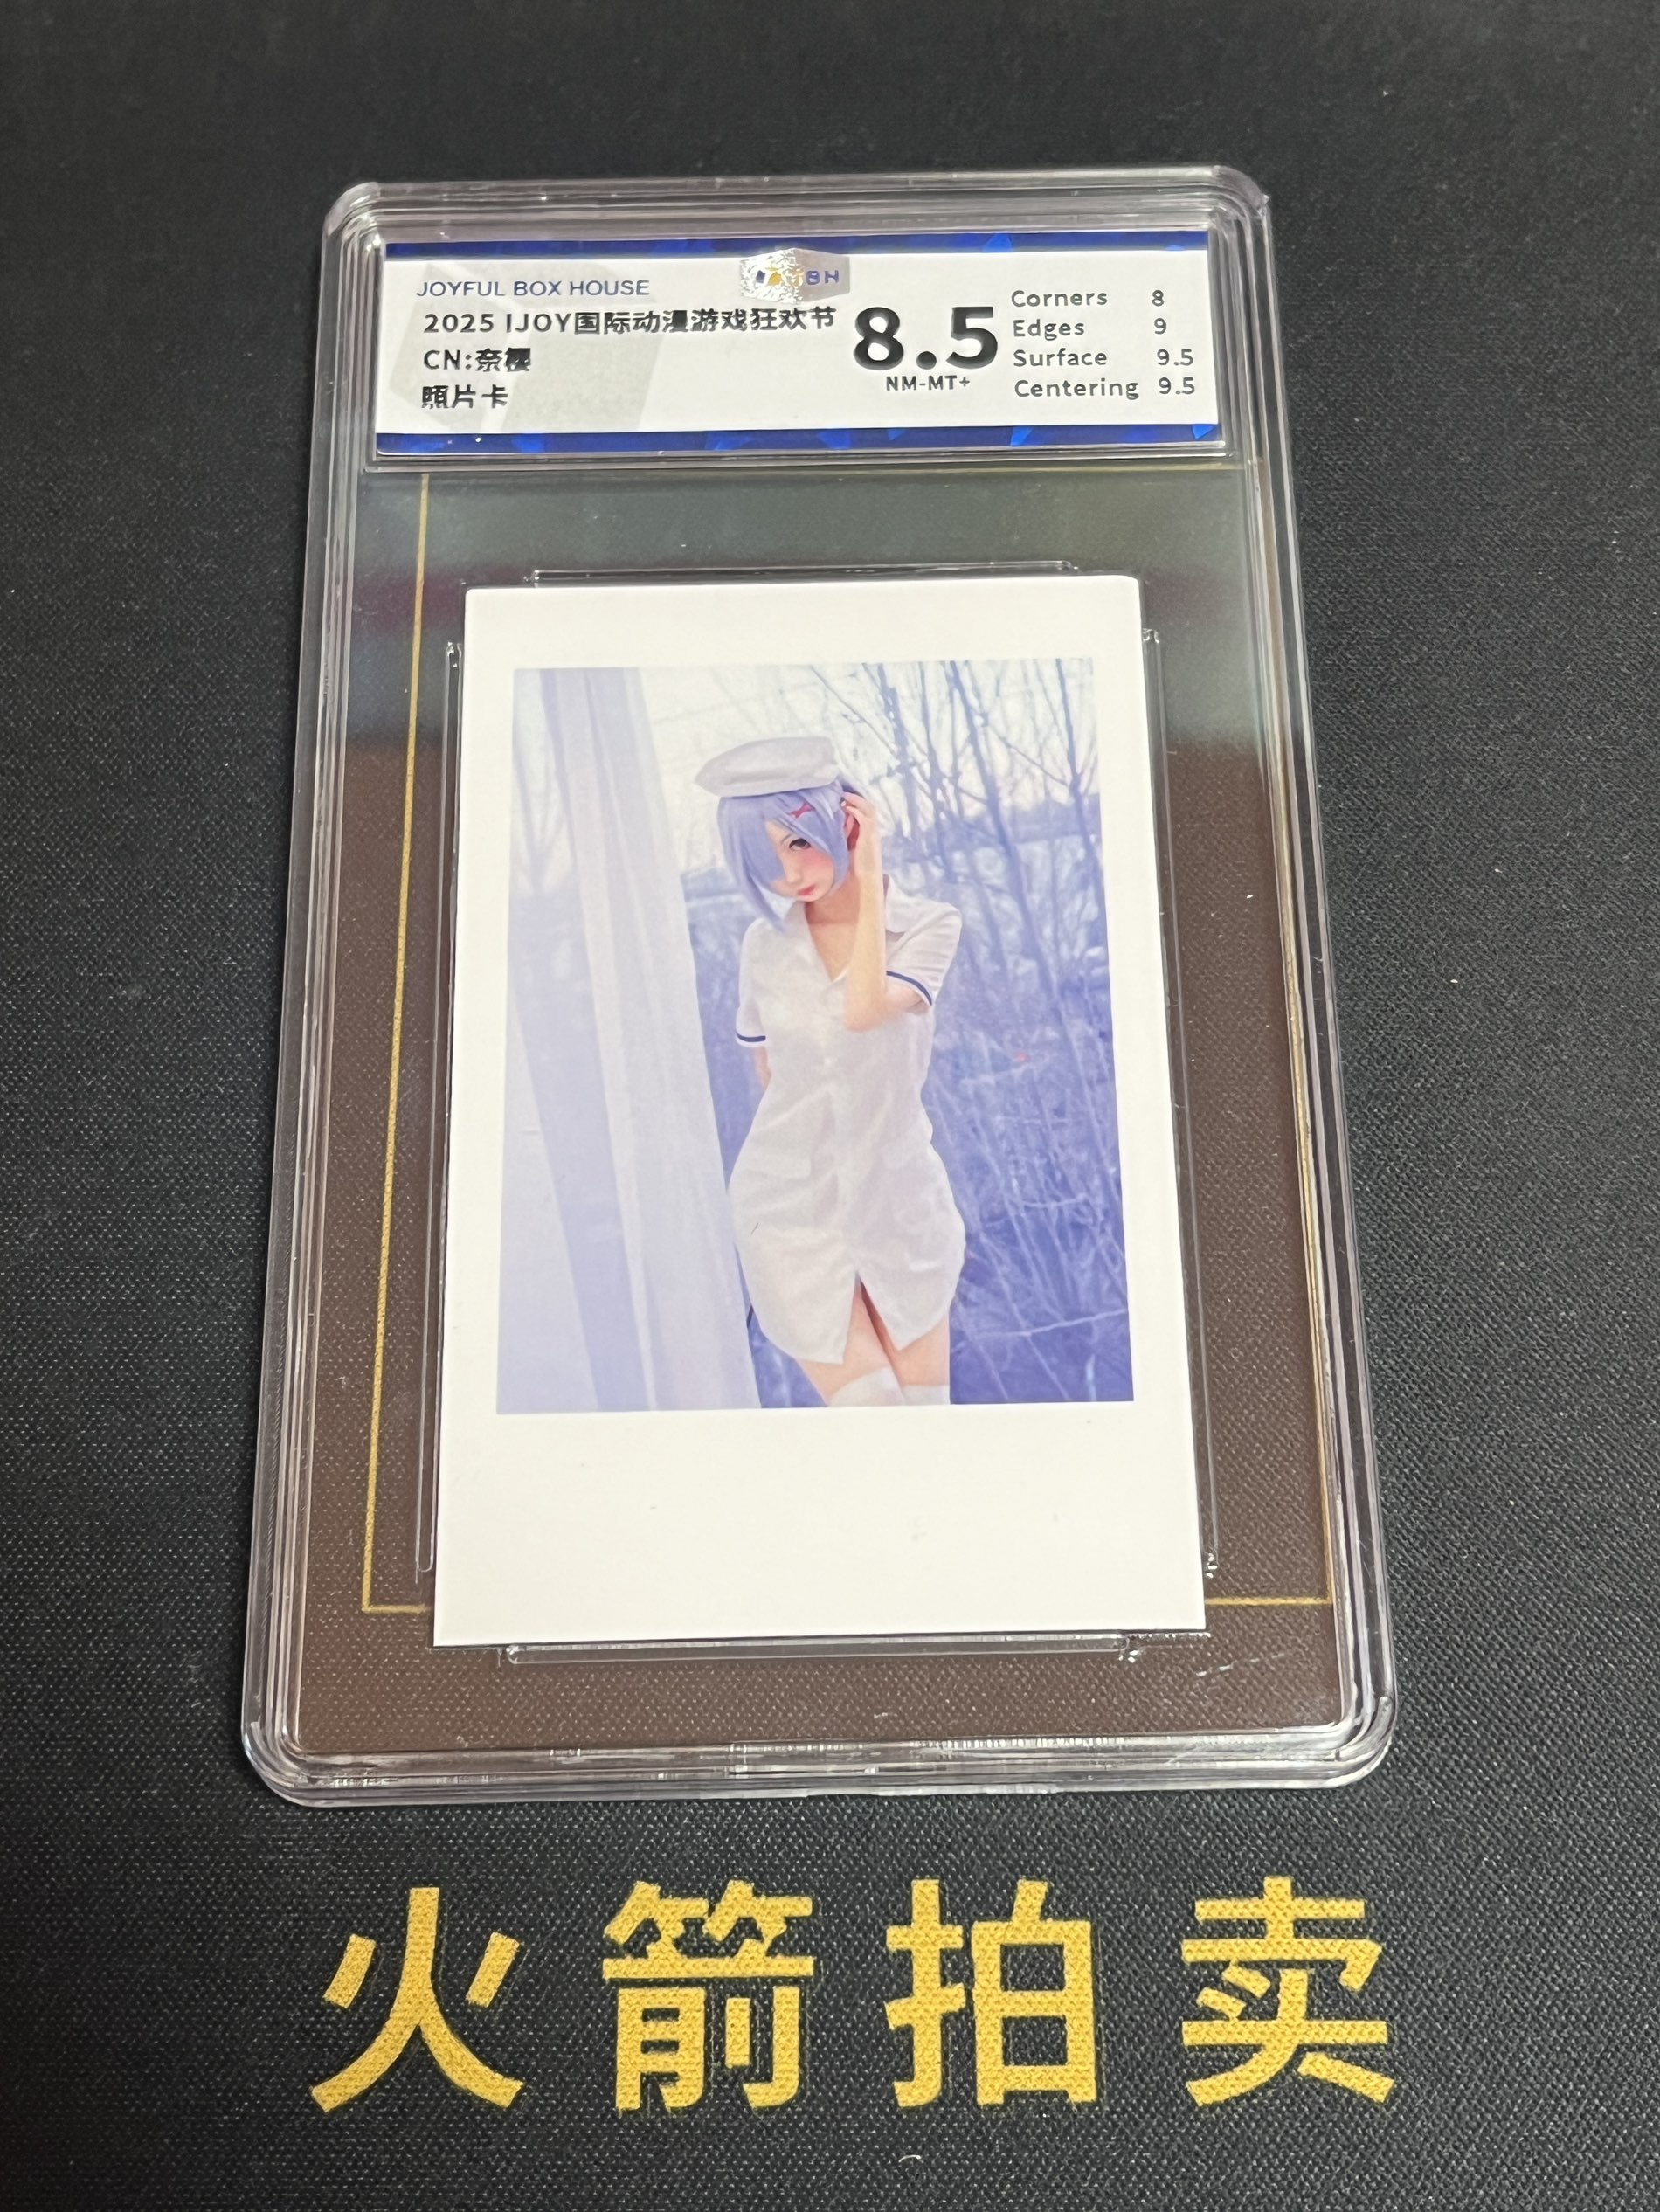 JOYFUL BOX HOUSE
2025 IJOY国际动漫游戏狂欢节
CN:奈樱
照片卡
8.5
NM-MT+
Corners 8
Edges 9
Surface 9.5
Centering 9.5
火箭拍卖